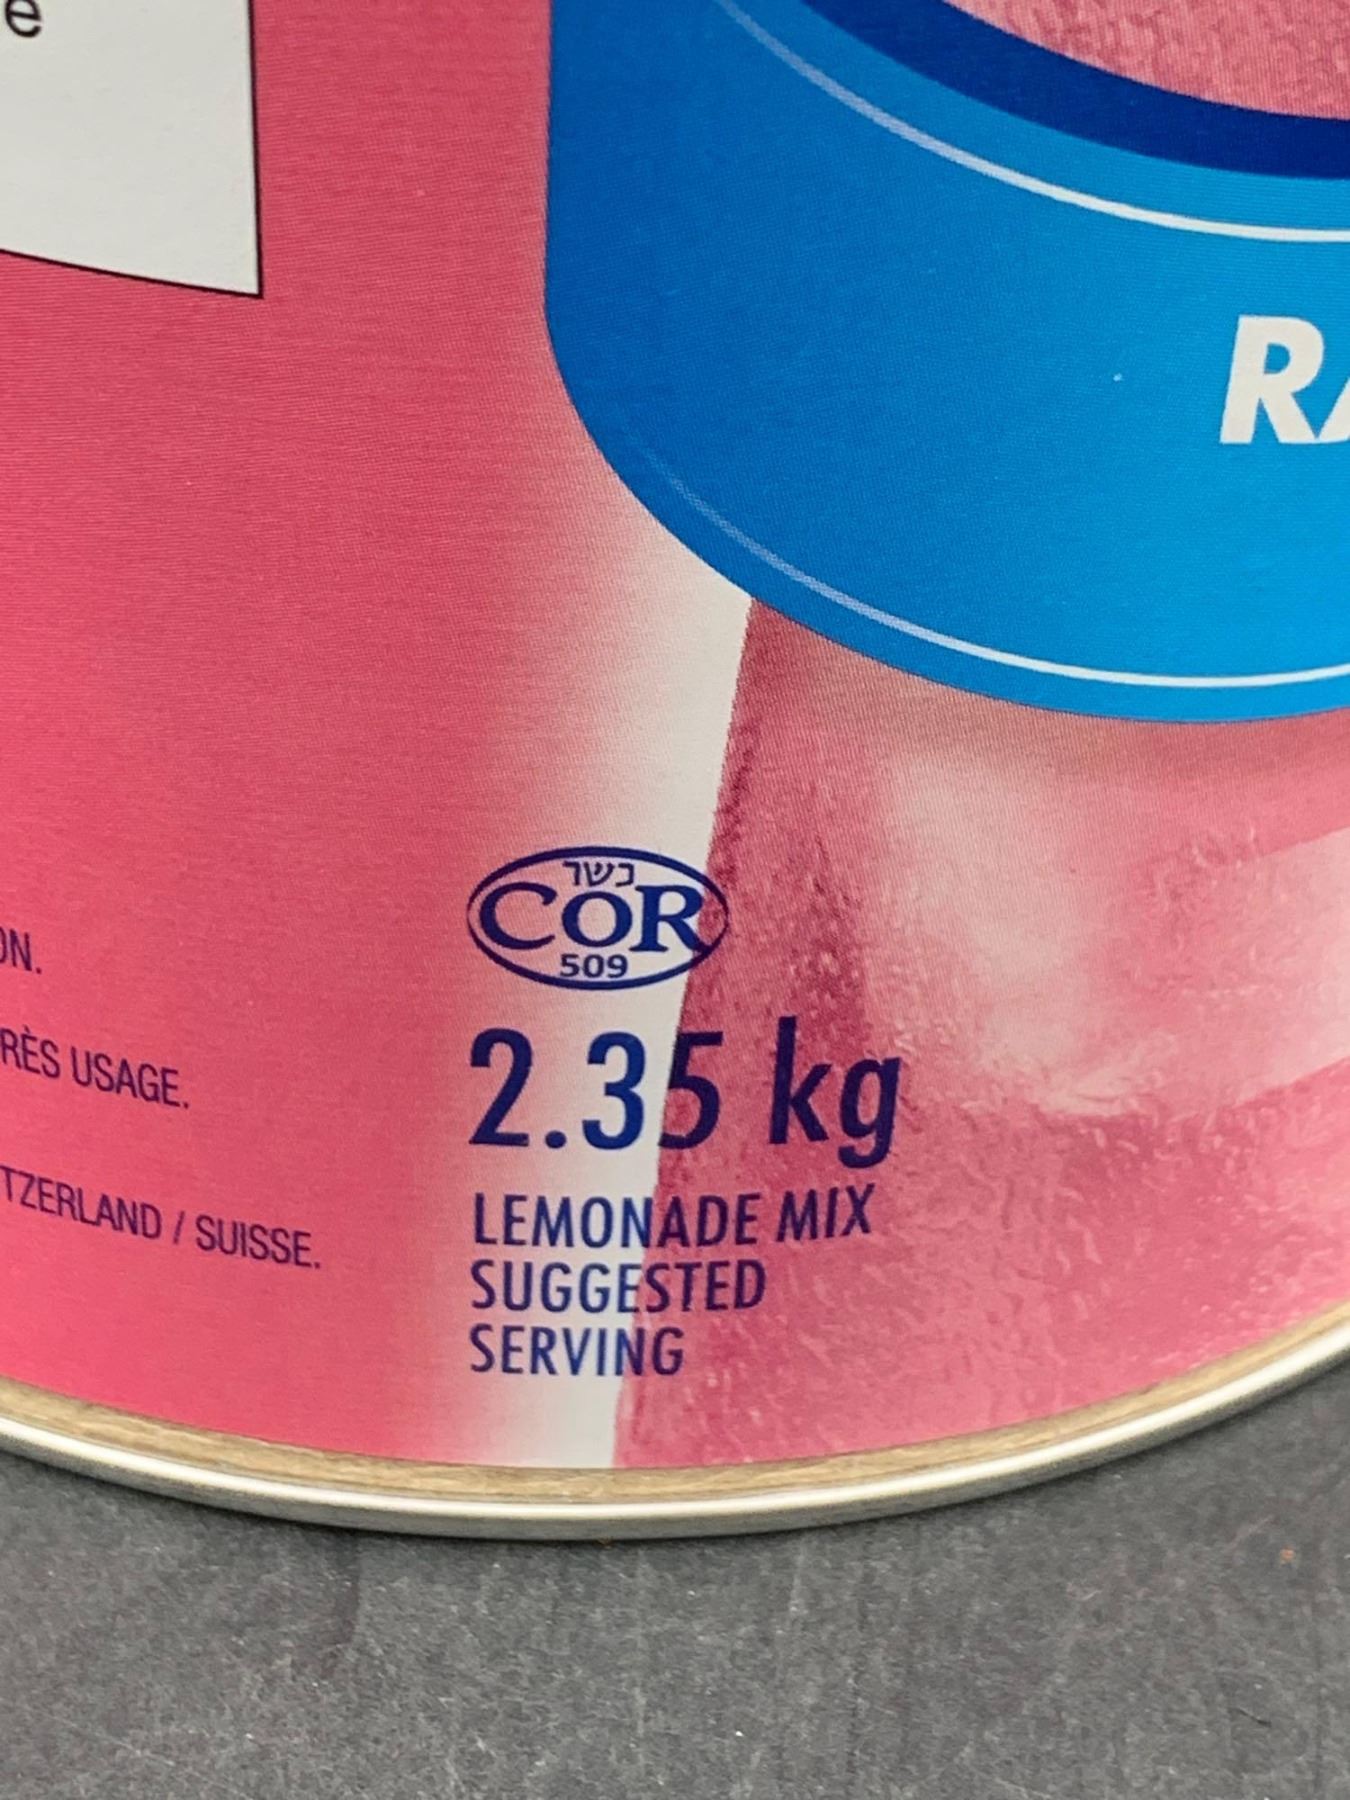 e
RA
ON.
RÈS USAGE.
TZERLAND / SUISSE.
כשר
COR
509
2.35 kg
LEMONADE MIX
SUGGESTED
SERVING